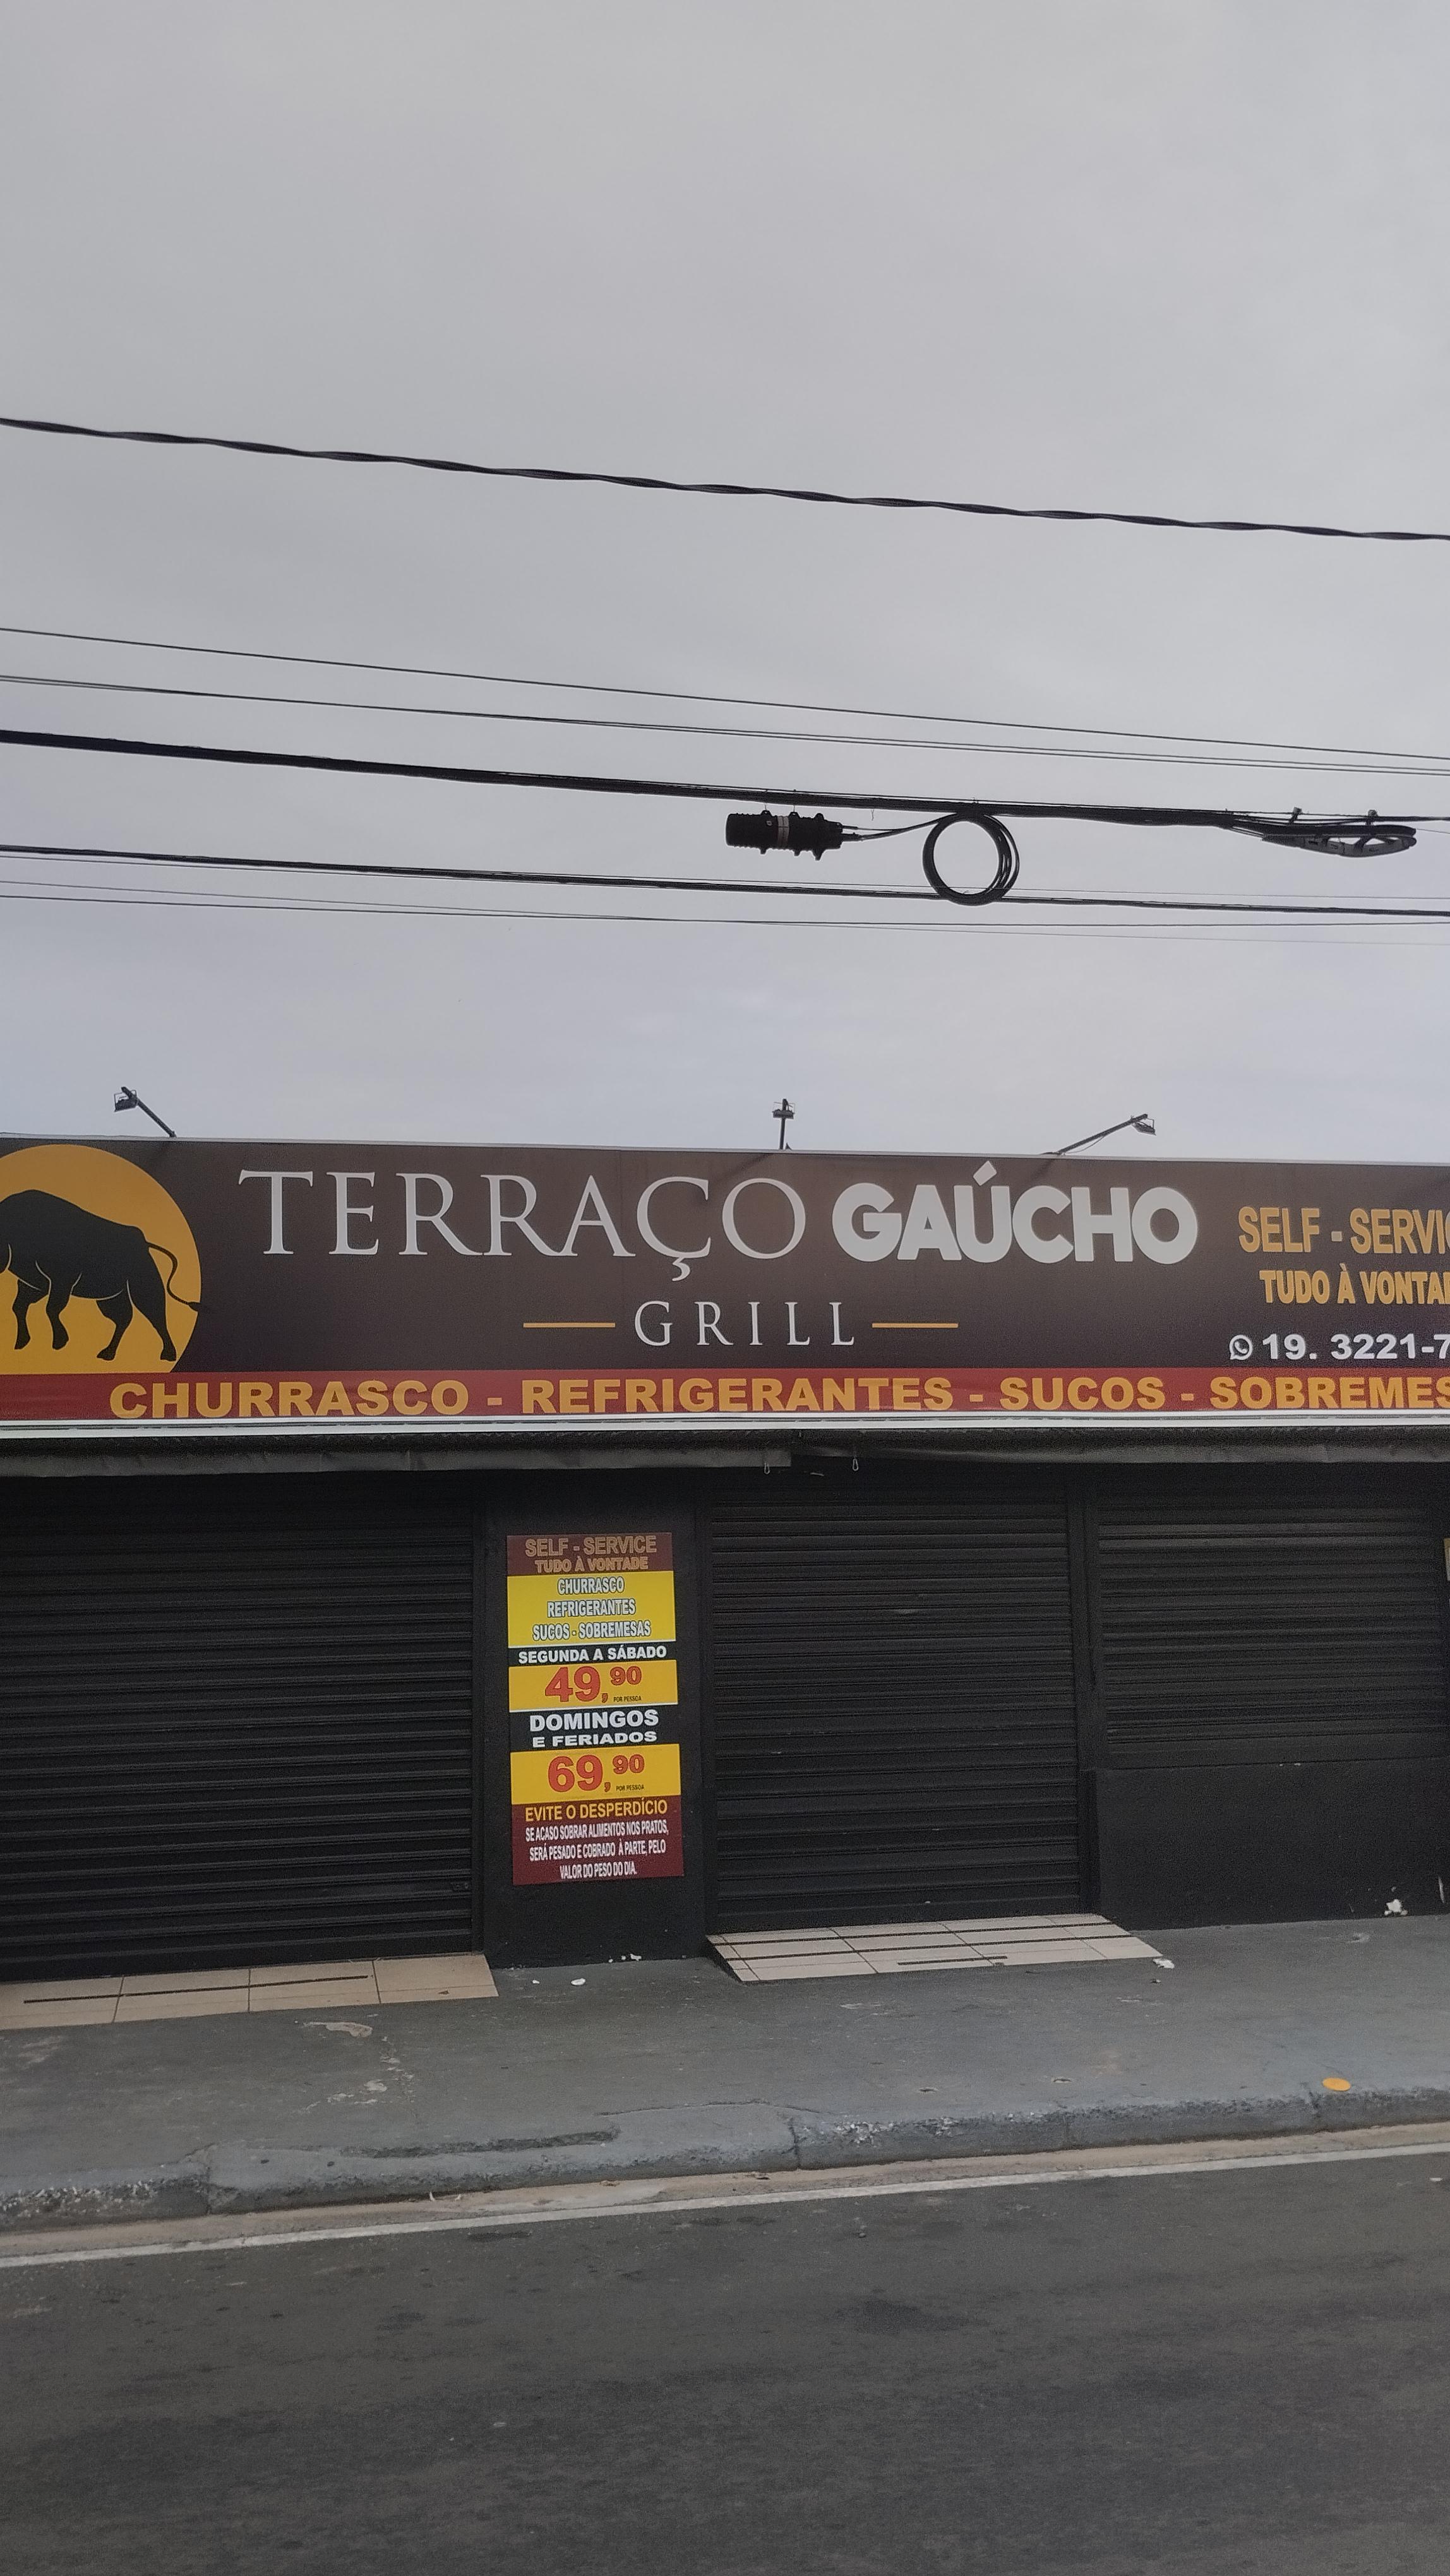 TERRAÇO GAÚCHO
GRILL
SELF - SERVIC
TUDO À VONTA
19. 3221-7
CHURRASCO - REFRIGERANTES - SUCOS - SOBREMES
SELF - SERVICE
TUDO À VONTADE
CHURRASCO
REFRIGERANTES
SUCOS - SOBREMESAS
SEGUNDA A SÁBADO
49,90
POR PESSOA
DOMINGOS
E FERIADOS
69,90
POR PESSOA
EVITE O DESPERDÍCIO
SE ACASO SOBRAR ALIMENTOS NOS PRATOS,
SERÁ PESADO E COBRADO À PARTE, PELO
VALOR DO PESO DO DIA.